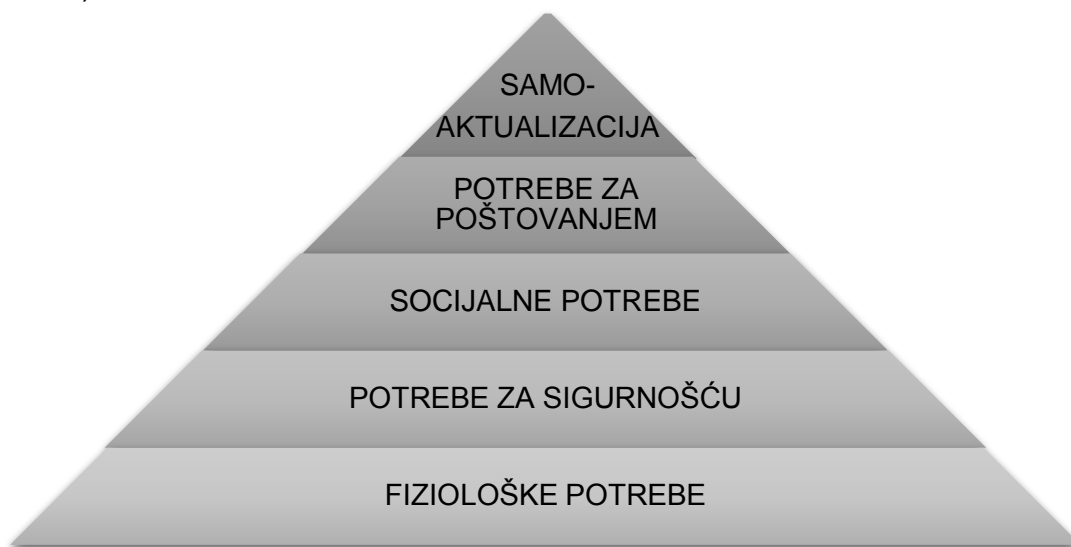 SAMO-
AKTUALIZACIJA
POTREBE ZA
POŠTOVANJEM
SOCIJALNE POTREBE
POTREBE ZA SIGURNOŠĆU
FIZIOLOŠKE POTREBE